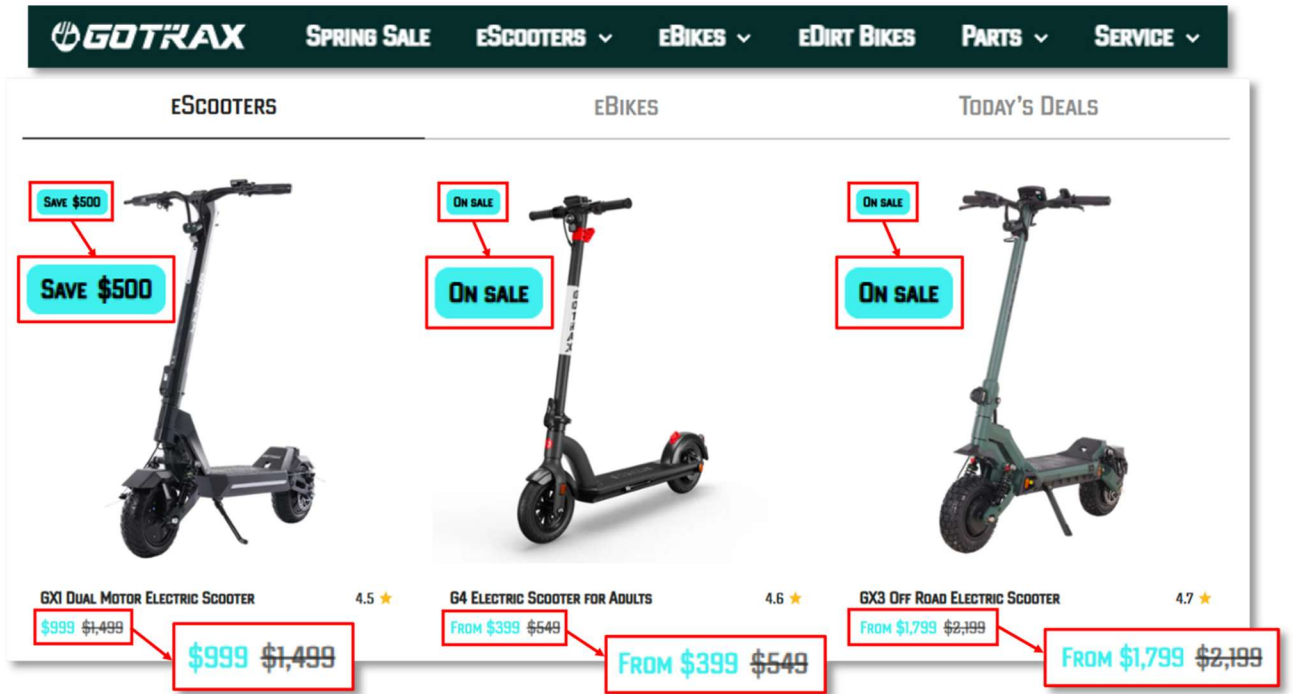 GOTRAX SPRING SALE ESCOOTERS EBIKES EDIRT BIKES PARTS SERVICE
ESCOOTERS EBIKES TODAY'S DEALS
SAVE $500 ON SALE ON SALE
SAVE $500 ON SALE ON SALE
GOTRAX
GX1 DUAL MOTOR ELECTRIC SCOOTER 4.5 G4 ELECTRIC SCOOTER FOR ADULTS 4.6 GX3 OFF ROAD ELECTRIC SCOOTER 4.7
$999 $1,499 FROM $399 $549 FROM $1,799 $2,199
$999 $1,499 FROM $399 $549 FROM $1,799 $2,199